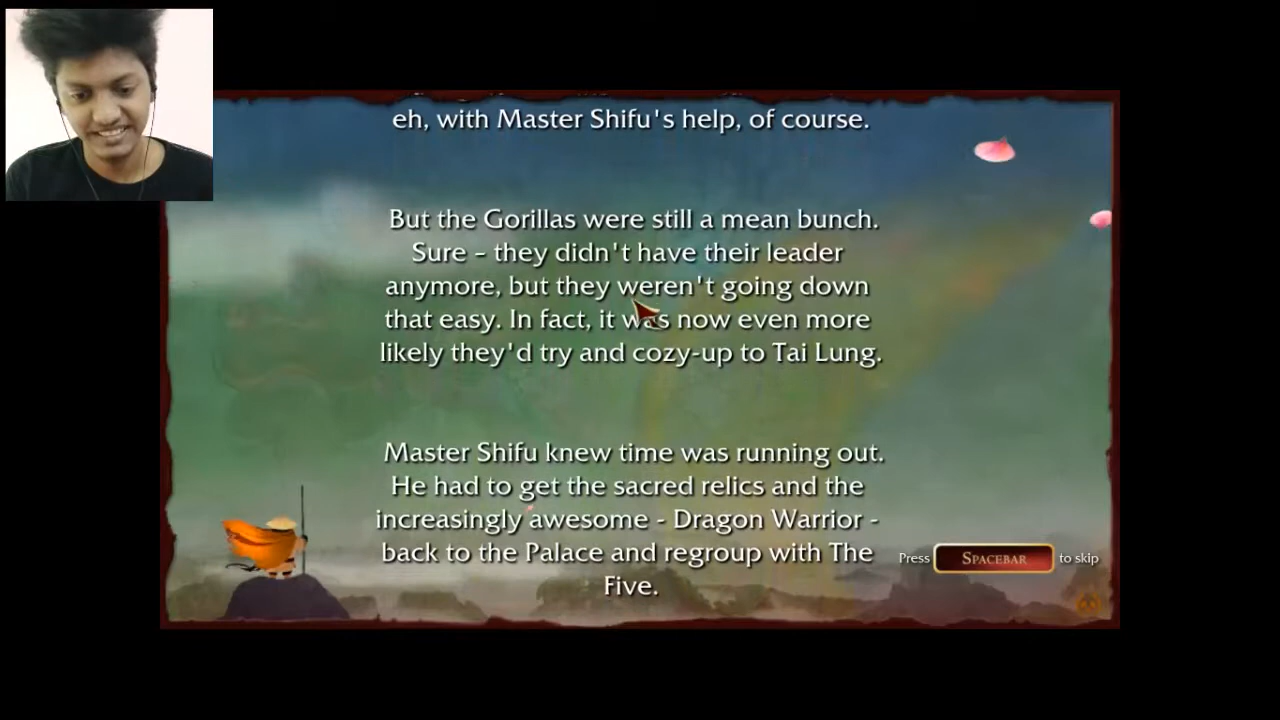 eh, with Master Shifu's help, of course.
But the Gorillas were still a mean bunch.
Sure - they didn't have their leader
anymore, but they weren't going down
that easy. In fact, it was now even more
likely they'd try and cozy-up to Tai Lung.
Master Shifu knew time was running out.
He had to get the sacred relics and the
increasingly awesome - Dragon Warrior -
back to the Palace and regroup with The
Five.
Press SPACEBAR to skip